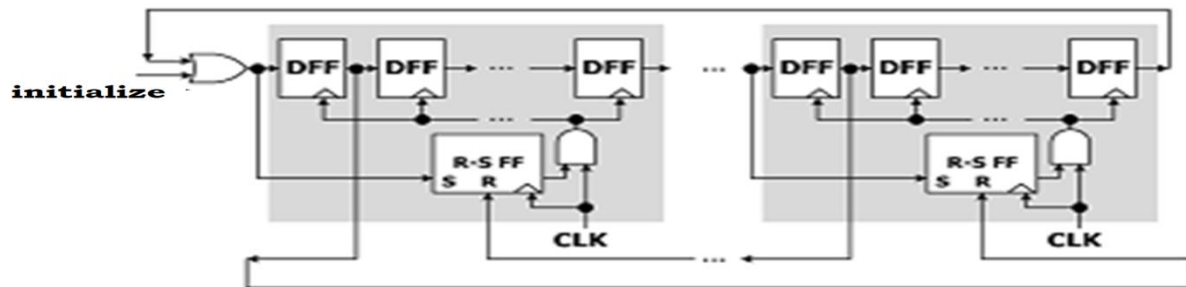 DFF DFF ... DFF ... DFF DFF ... DFF
initialize
... ...
R-S FF R-S FF
S R S R
CLK CLK
...